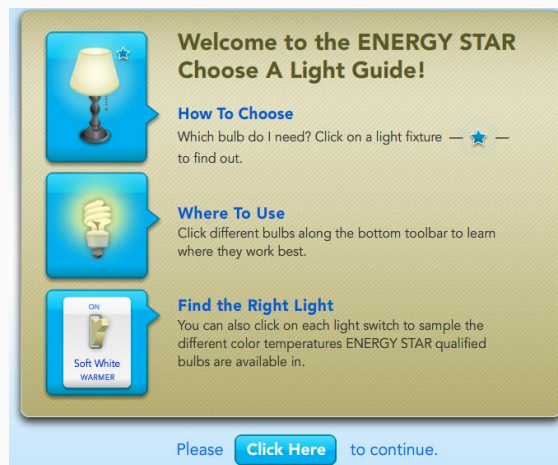 Welcome to the ENERGY STAR
Choose A Light Guide!
How To Choose
Which bulb do I need? Click on a light fixture — ★ —
to find out.
Where To Use
Click different bulbs along the bottom toolbar to learn
where they work best.
ON
Soft White
WARMER
Find the Right Light
You can also click on each light switch to sample the
different color temperatures ENERGY STAR qualified
bulbs are available in.
Please Click Here to continue.